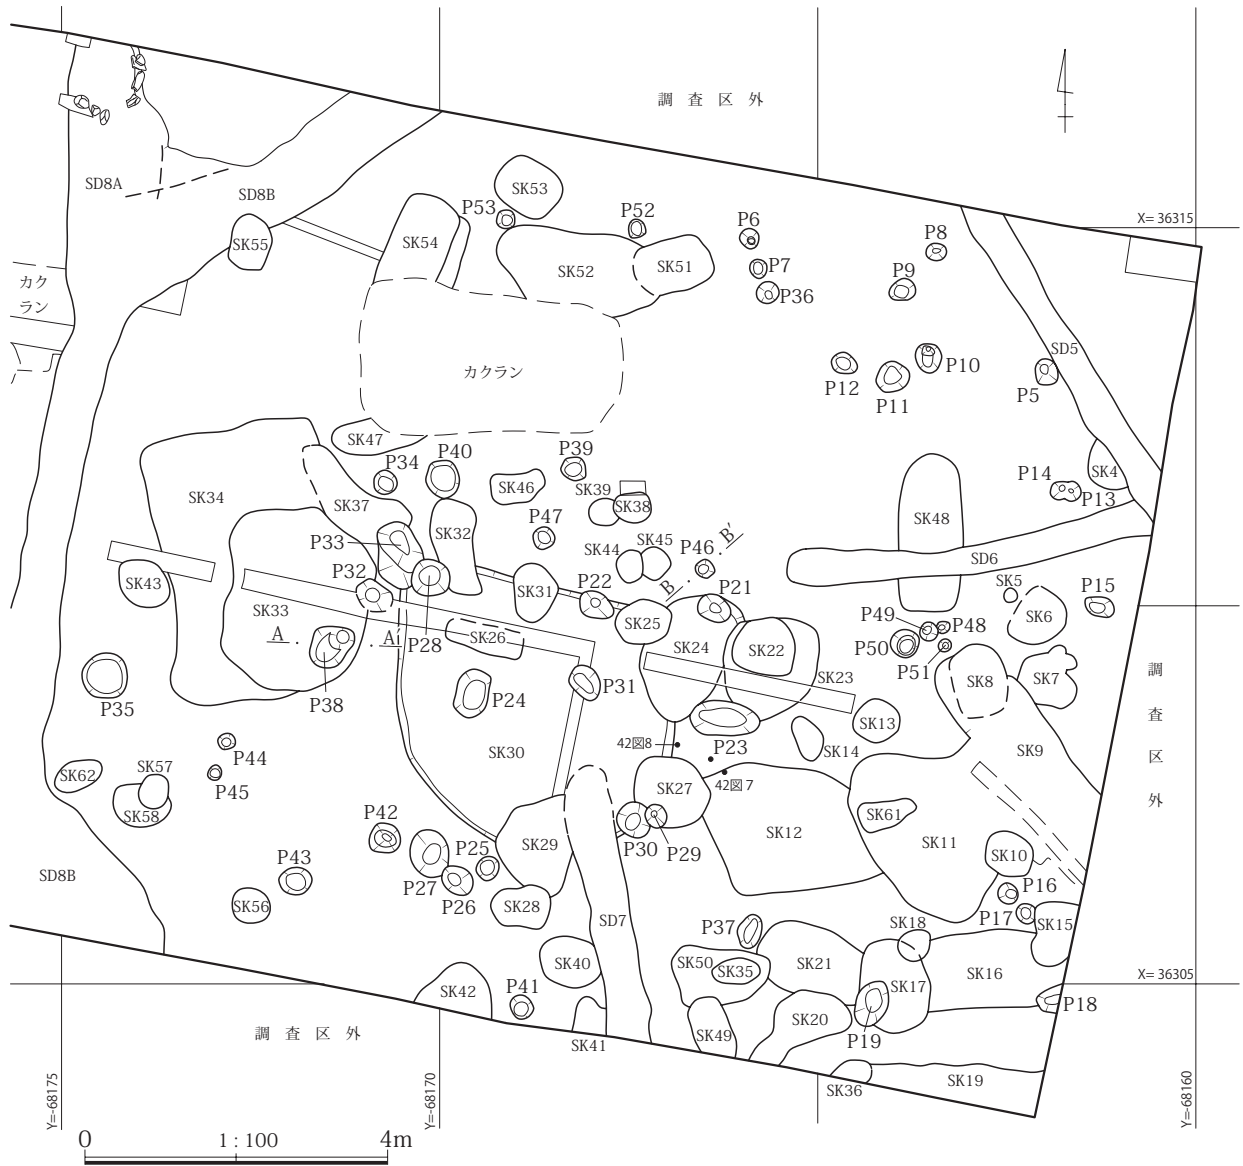 調査区外
X= 36315
SD8A
SD8B
SK55
SK53
P53
P52
SK54
SK52
SK51
P6
P7
P36
P8
P9
カク
ラン
カクラン
P12
P11
P10
SD5
P5
SK47
P34
P40
P39
SK46
SK39
SK38
P14
P13
SK4
SK34
SK37
SK48
P33
SK32
P47
SK44
SK45
P46
B
B′
SD6
SK43
P32
SK33
A
A′
P28
SK31
P22
SK25
P21
SK5
SK6
P15
P49
P48
P50
P51
SK26
SK24
SK22
SK23
SK8
SK7
P35
P38
P24
P31
SK13
P23
SK14
SK9
調査区外
P44
P45
SK30
42図8
42図7
SK62
SK57
SK58
SK27
SK12
SK61
SK11
SK10
P42
P25
SK29
P30
P29
SD8B
P43
P27
P26
SK56
SK28
SD7
P16
P17
SK15
P37
SK18
SK40
SK50
SK35
SK21
SK17
SK16
X= 36305
SK42
P41
SK41
SK49
SK20
P19
P18
調査区外
SK36
SK19
Y=-68175
Y=-68170
Y=-68160
0
1 : 100
4m